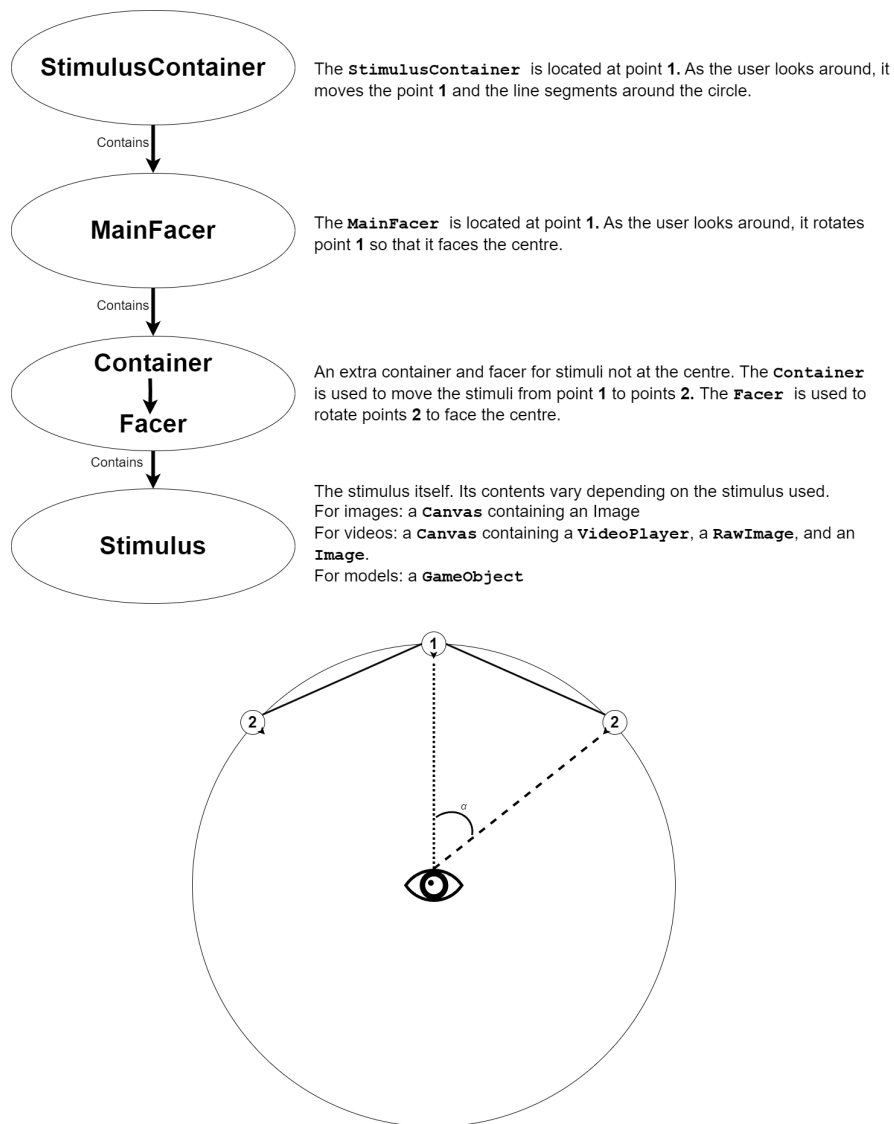 StimulusContainer
The StimulusContainer is located at point 1. As the user looks around, it
moves the point 1 and the line segments around the circle.
Contains
MainFacer
The MainFacer is located at point 1. As the user looks around, it rotates
point 1 so that it faces the centre.
Contains
Container
Facer
An extra container and facer for stimuli not at the centre. The Container
is used to move the stimuli from point 1 to points 2. The Facer is used to
rotate points 2 to face the centre.
Contains
Stimulus
The stimulus itself. Its contents vary depending on the stimulus used.
For images: a Canvas containing an Image
For videos: a Canvas containing a VideoPlayer, a RawImage, and an
Image.
For models: a GameObject
1
2
2
α